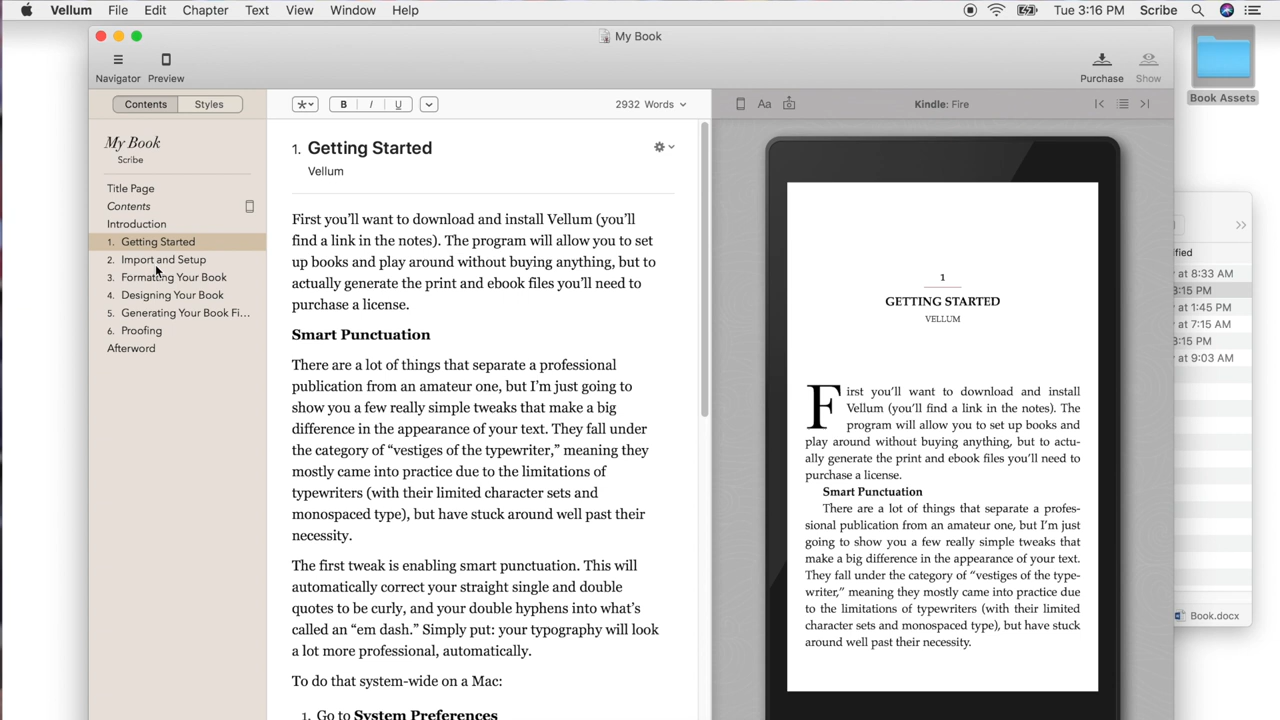 Vellum File Edit Chapter Text View Window Help Tue 3:16 PM Scribe
My Book
Navigator Preview Purchase Show
Contents Styles
B I U
2932 Words
Aa
Kindle: Fire
Book Assets
My Book
Scribe
Title Page
Contents
Introduction
1. Getting Started
2. Import and Setup
3. Formatting Your Book
4. Designing Your Book
5. Generating Your Book Fi...
6. Proofing
Afterword
1. Getting Started
Vellum
First you’ll want to download and install Vellum (you’ll
find a link in the notes). The program will allow you to set
up books and play around without buying anything, but to
actually generate the print and ebook files you’ll need to
purchase a license.
Smart Punctuation
There are a lot of things that separate a professional
publication from an amateur one, but I’m just going to
show you a few really simple tweaks that make a big
difference in the appearance of your text. They fall under
the category of “vestiges of the typewriter,” meaning they
mostly came into practice due to the limitations of
typewriters (with their limited character sets and
monospaced type), but have stuck around well past their
necessity.
The first tweak is enabling smart punctuation. This will
automatically correct your straight single and double
quotes to be curly, and your double hyphens into what’s
called an “em dash.” Simply put: your typography will look
a lot more professional, automatically.
To do that system-wide on a Mac:
1. Go to System Preferences
1
GETTING STARTED
VELLUM
First you’ll want to download and install
Vellum (you’ll find a link in the notes). The
program will allow you to set up books and
play around without buying anything, but to actu-
ally generate the print and ebook files you’ll need to
purchase a license.
Smart Punctuation
There are a lot of things that separate a profes-
sional publication from an amateur one, but I’m just
going to show you a few really simple tweaks that
make a big difference in the appearance of your text.
They fall under the category of “vestiges of the type-
writer,” meaning they mostly came into practice due
to the limitations of typewriters (with their limited
character sets and monospaced type), but have stuck
around well past their necessity.
ified
at 8:33 AM
3:15 PM
at 1:45 PM
at 7:15 AM
3:15 PM
at 9:03 AM
Book.docx